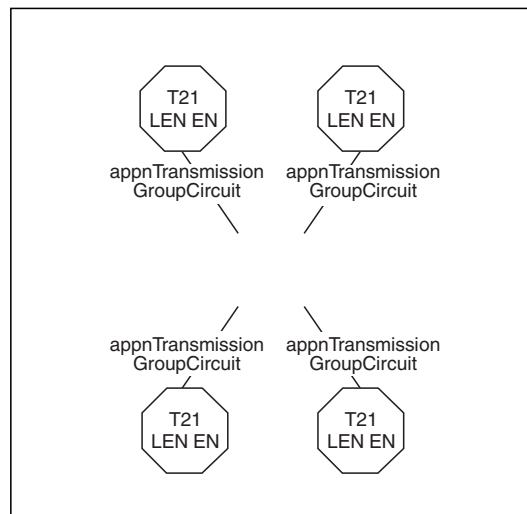 T21
LEN EN
T21
LEN EN
appnTransmission
GroupCircuit
appnTransmission
GroupCircuit
appnTransmission
GroupCircuit
appnTransmission
GroupCircuit
T21
LEN EN
T21
LEN EN